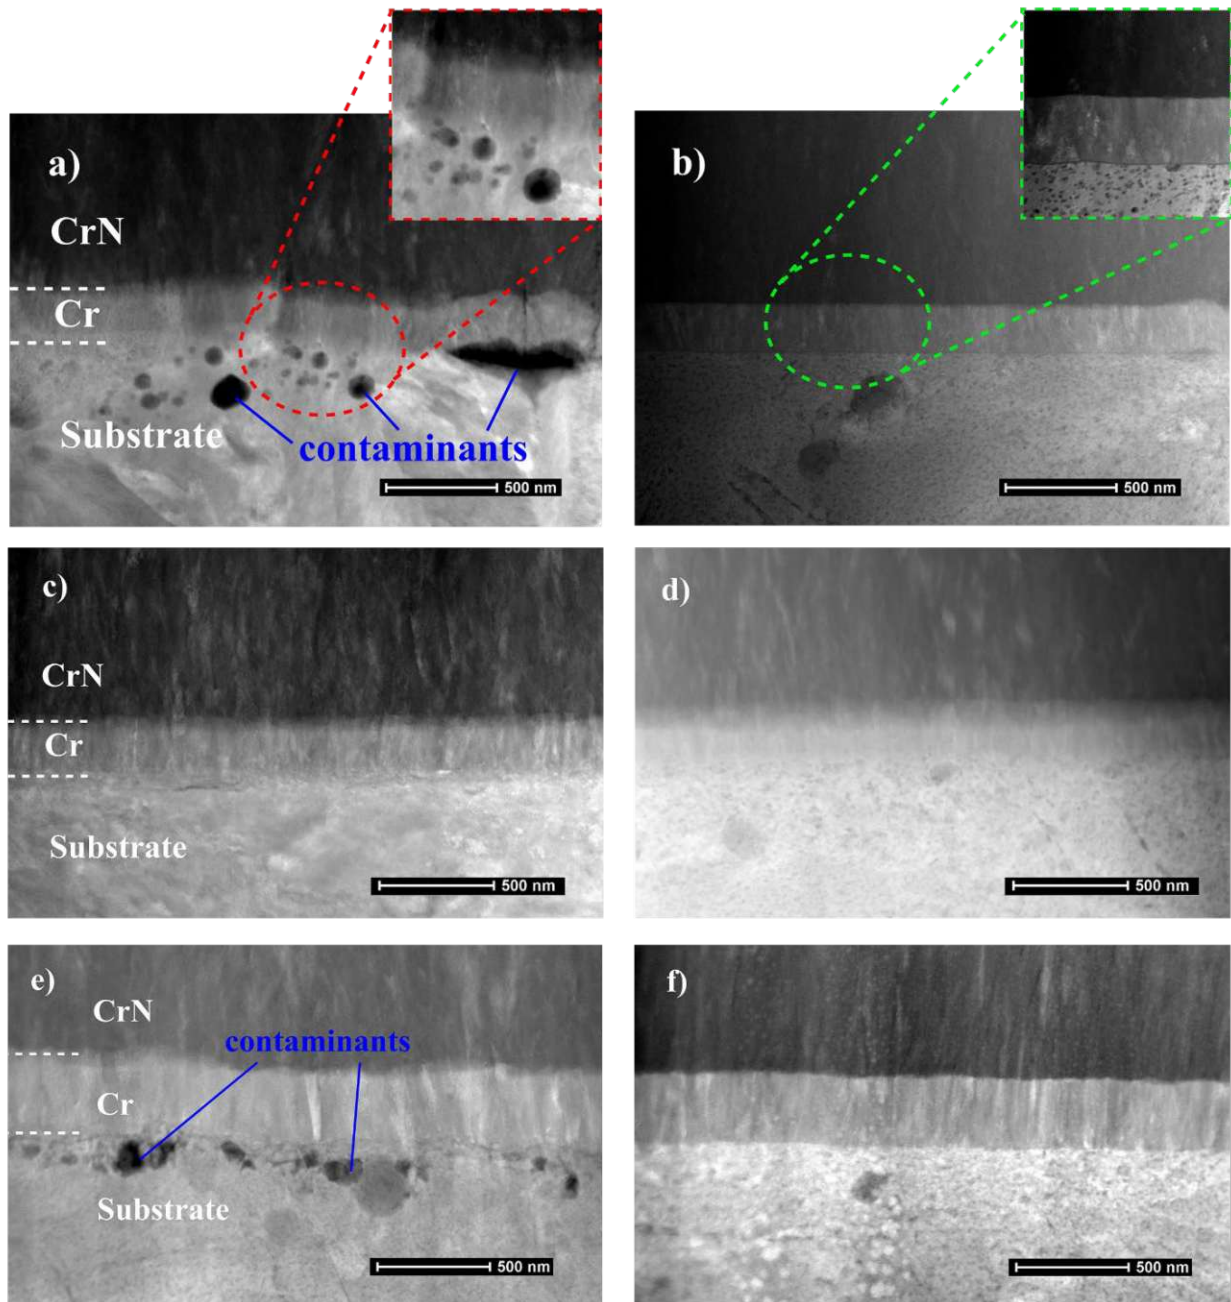 a)
CrN
Cr
Substrate
contaminants
500 nm
b)
500 nm
c)
CrN
Cr
Substrate
500 nm
d)
500 nm
e)
CrN
contaminants
Cr
Substrate
500 nm
f)
500 nm